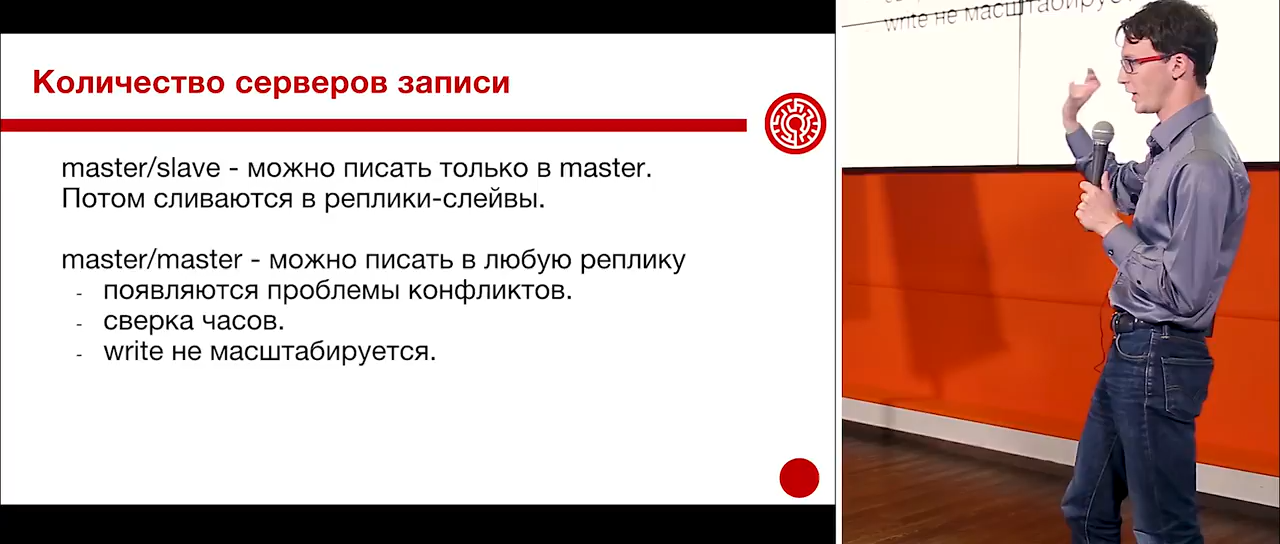 Количество серверов записи
master/slave - можно писать только в master.
Потом сливаются в реплики-слейвы.
master/master - можно писать в любую реплику
- появляются проблемы конфликтов.
- сверка часов.
- write не масштабируется.
write не масштабируется